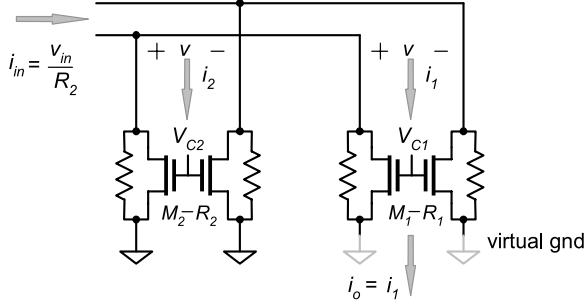 + v − + v −
i_in = v_in / R_2
i_2 i_1
V_C2 V_C1
M_2−R_2 M_1−R_1
virtual gnd
i_o = i_1